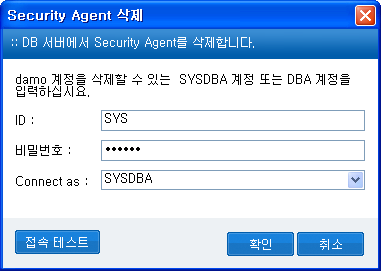 Security Agent 삭제
:: DB 서버에서 Security Agent를 삭제합니다.
damo 계정을 삭제할 수 있는 SYSDBA 계정 또는 DBA 계정을
입력하십시요.
ID : SYS
비밀번호 : ••••••
Connect as : SYSDBA
접속 테스트 확인 취소